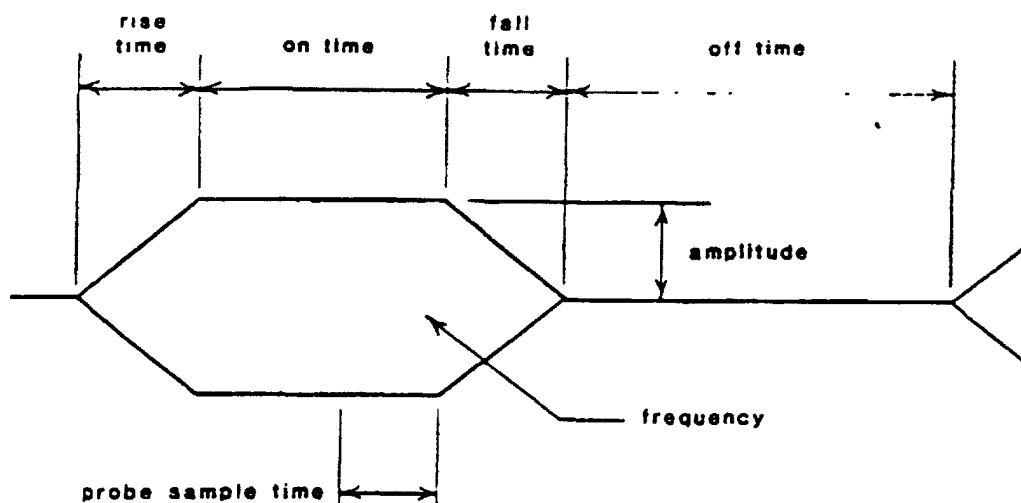 rise
time
on time
fall
time
off time
amplitude
frequency
probe sample time